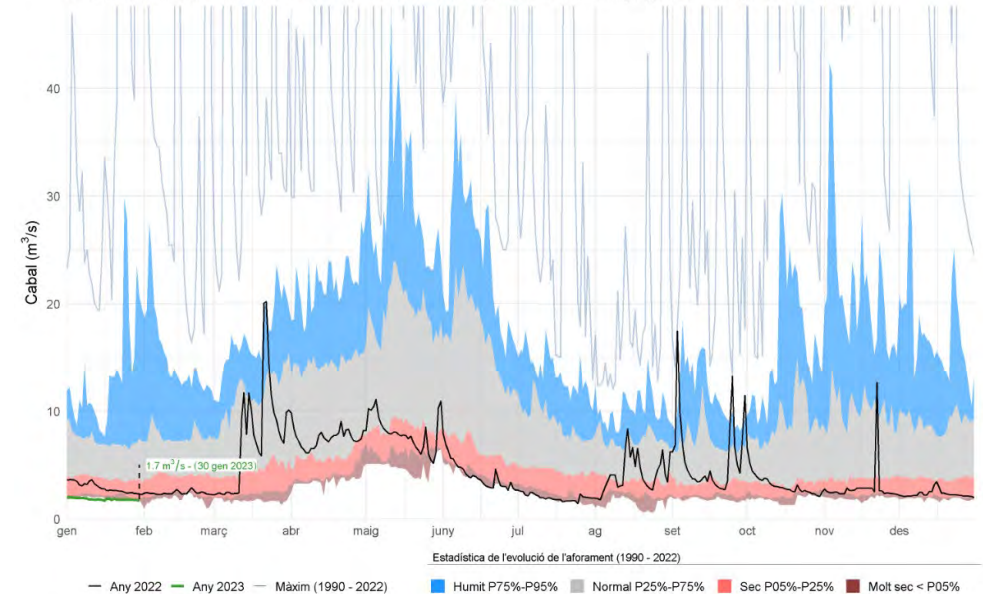 Cabal (m³/s)
40
30
20
10
0
1.7 m³/s - (30 gen 2023)
gen feb març abr maig juny jul ag set oct nov des
Estadística de l'evolució de l'aforament (1990 - 2022)
Any 2022 Any 2023 Màxim (1990 - 2022) Humit P75%-P95% Normal P25%-P75% Sec P05%-P25% Molt sec < P05%